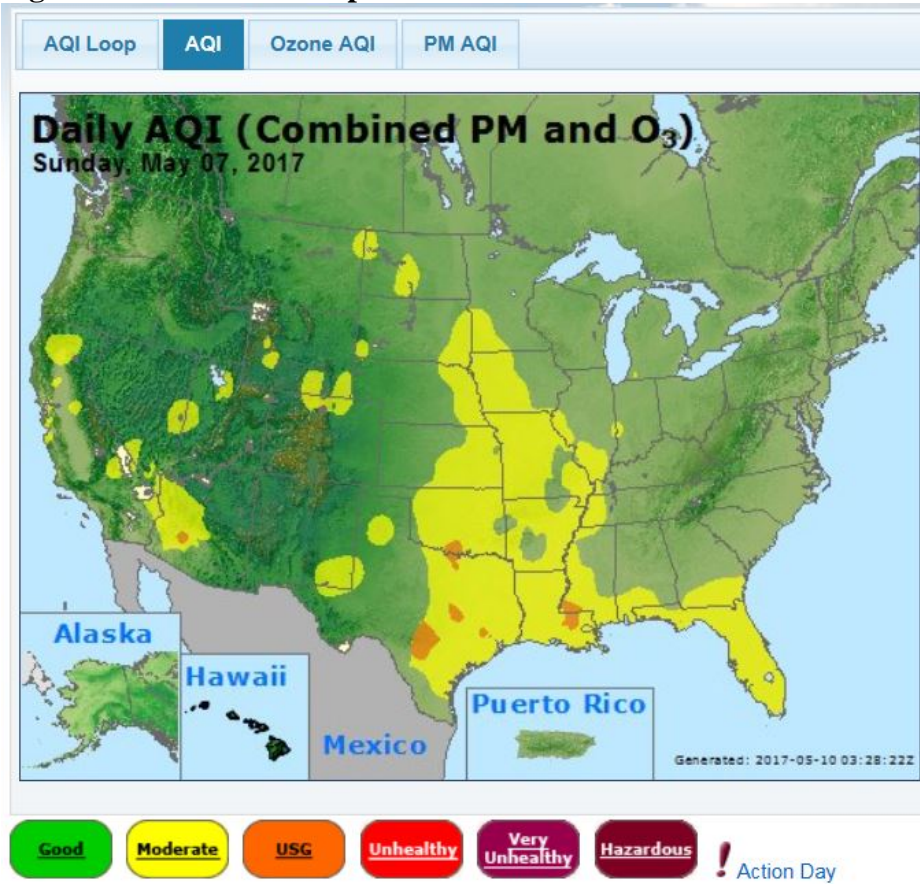 AQI Loop AQI Ozone AQI PM AQI
Daily AQI (Combined PM and O₃)
Sunday, May 07, 2017
Alaska
Hawaii
Mexico
Puerto Rico
Generated: 2017-05-10 03:28:22Z
Good Moderate USG Unhealthy Very Unhealthy Hazardous ! Action Day